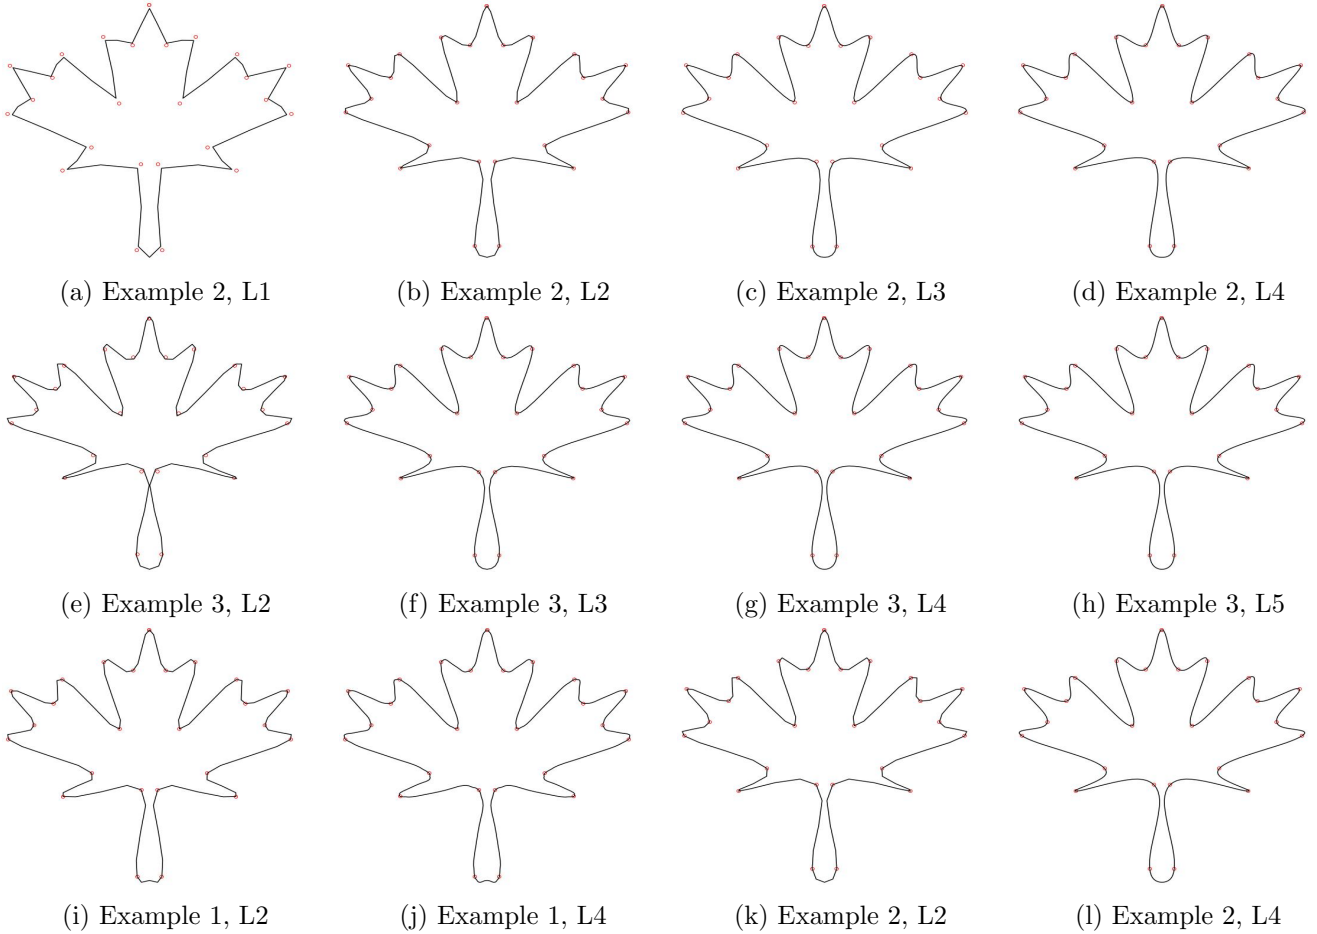 (a) Example 2, L1
(b) Example 2, L2
(c) Example 2, L3
(d) Example 2, L4
(e) Example 3, L2
(f) Example 3, L3
(g) Example 3, L4
(h) Example 3, L5
(i) Example 1, L2
(j) Example 1, L4
(k) Example 2, L2
(l) Example 2, L4